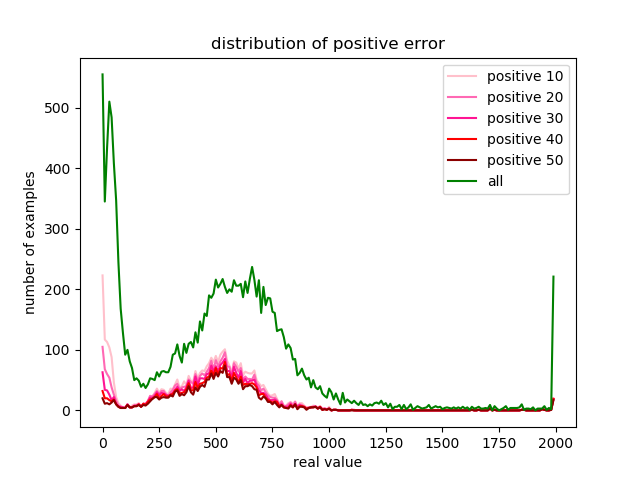 distribution of positive error
number of examples
500
400
300
200
100
0
positive 10
positive 20
positive 30
positive 40
positive 50
all
0 250 500 750 1000 1250 1500 1750 2000
real value